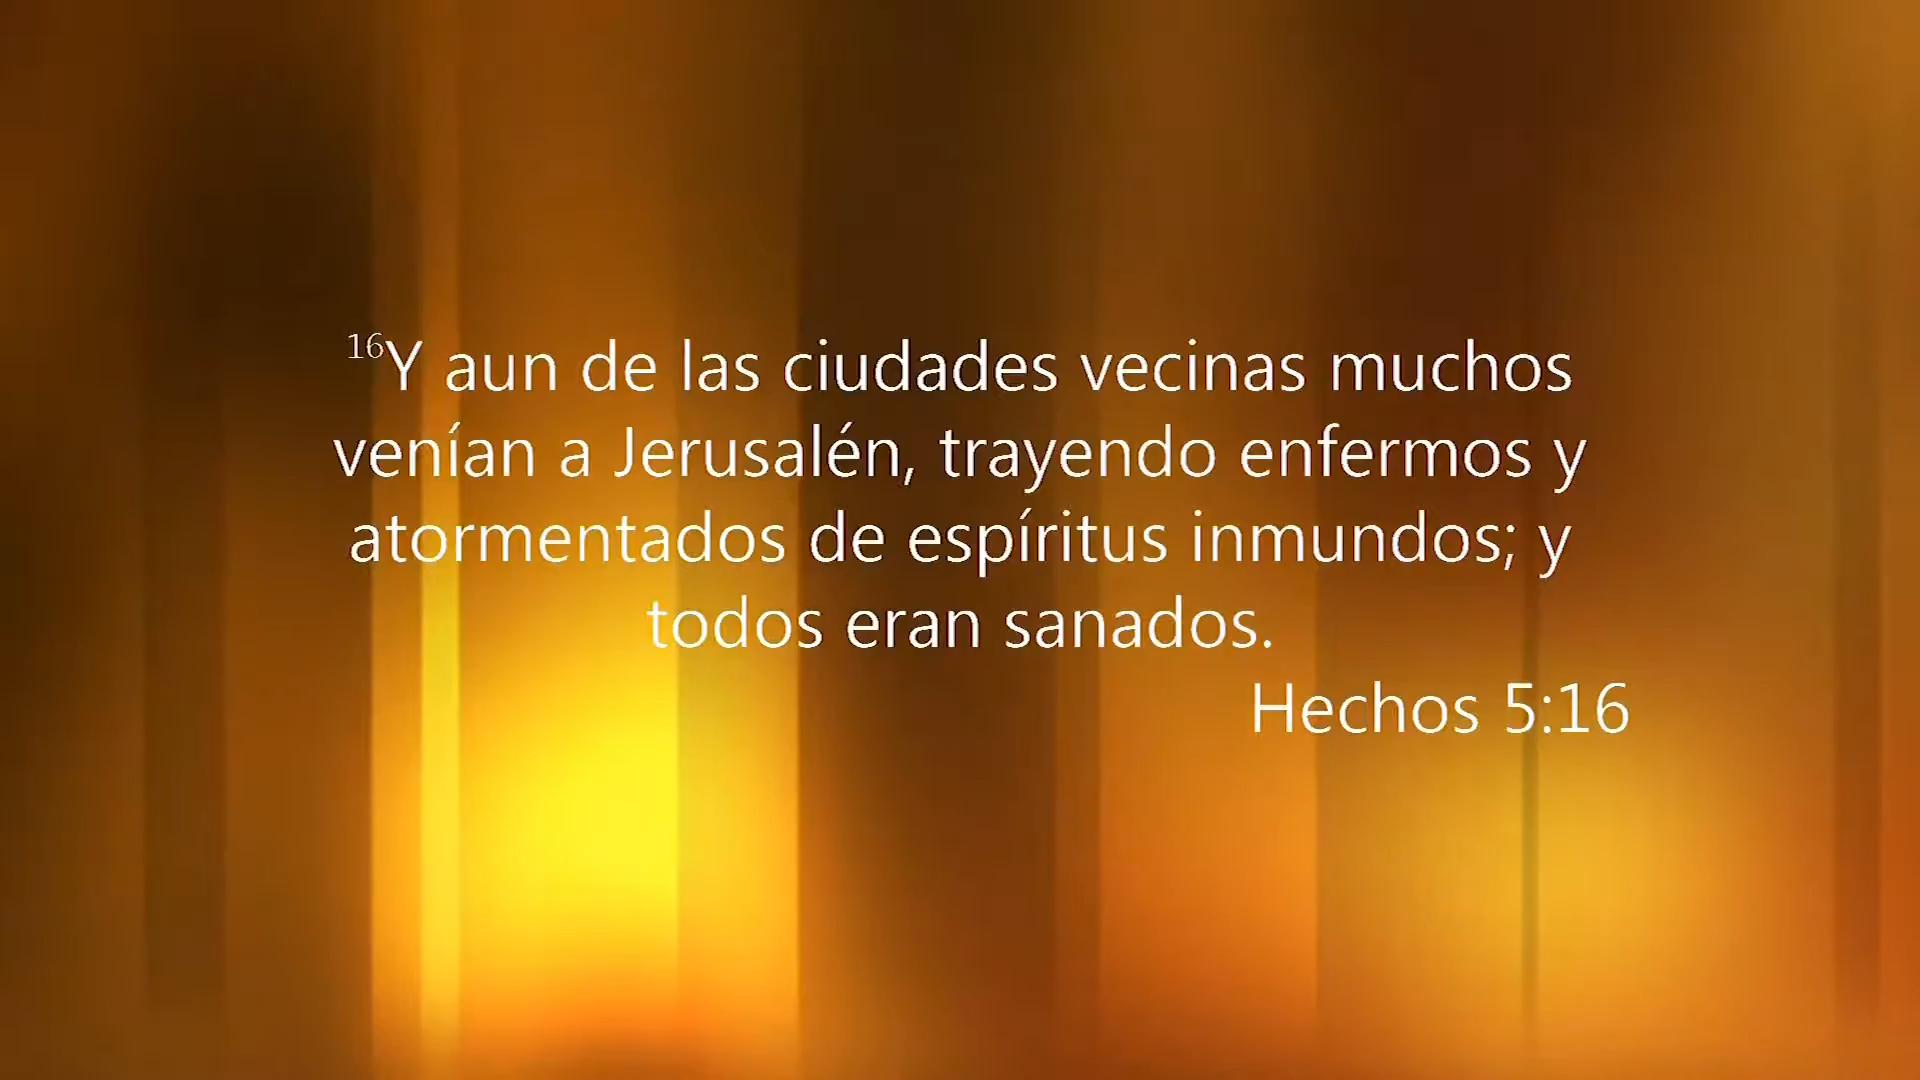 16Y aun de las ciudades vecinas muchos
venían a Jerusalén, trayendo enfermos y
atormentados de espíritus inmundos; y
todos eran sanados.
Hechos 5:16